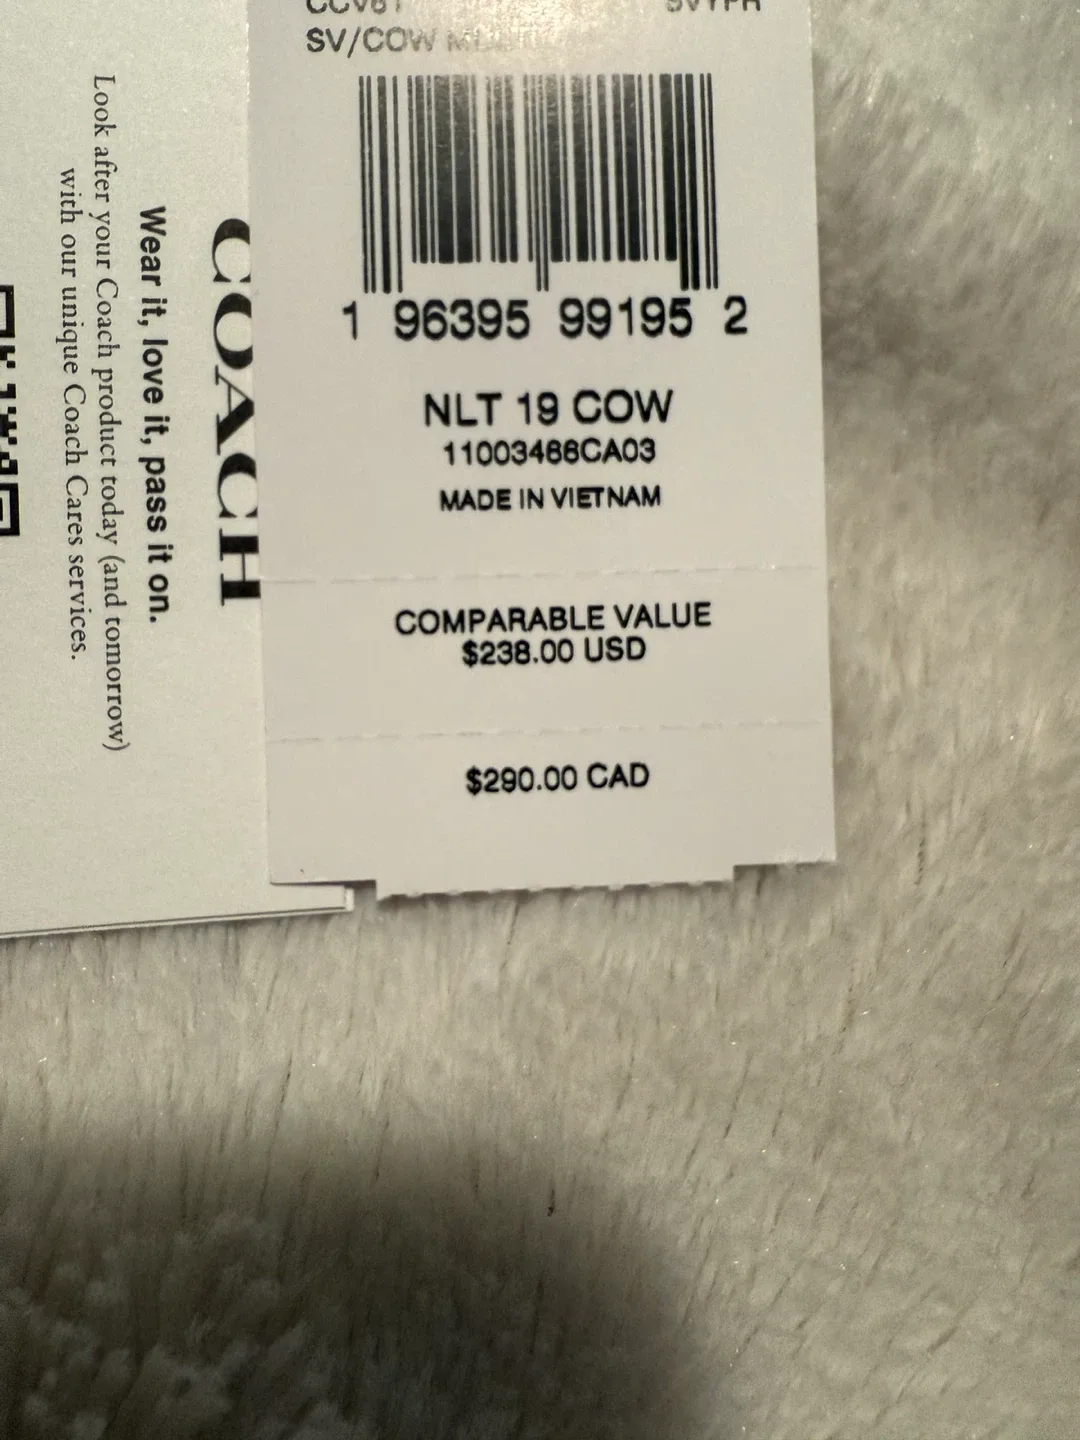 SV/COW
1 96395 99195 2
NLT 19 COW
11003488CA03
MADE IN VIETNAM
COMPARABLE VALUE
$238.00 USD
$290.00 CAD
COACH
Wear it, love it, pass it on.
Look after your Coach product today (and tomorrow)
with our unique Coach Cares services.